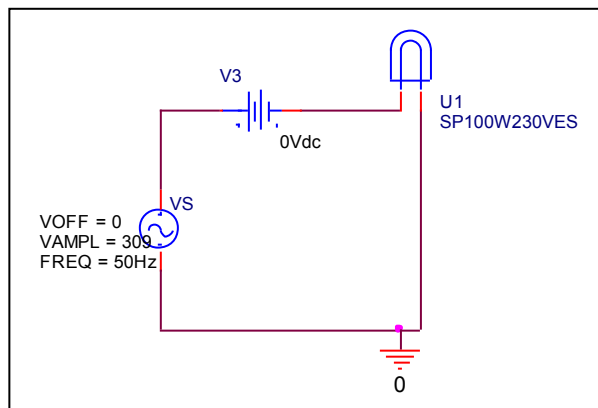 V3
0Vdc
U1
SP100W230VES
VS
VOFF = 0
VAMPL = 309
FREQ = 50Hz
0